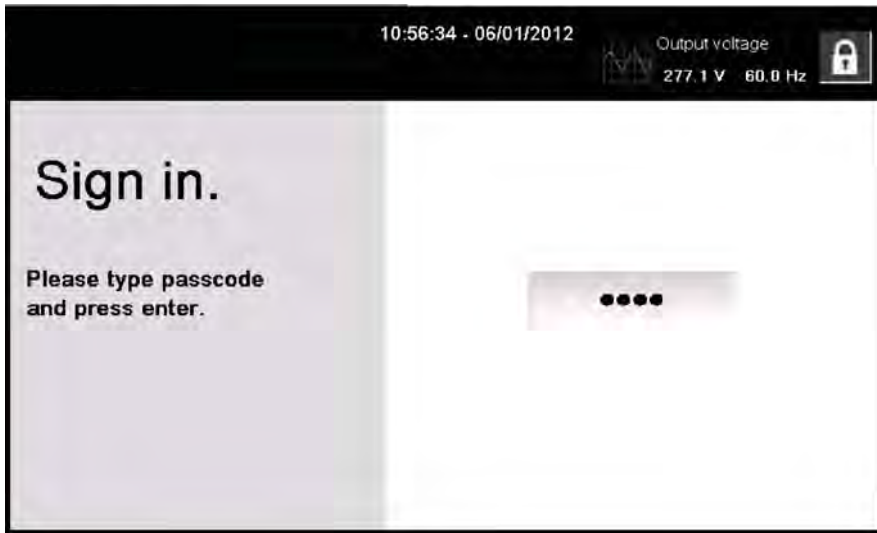 10:56:34 - 06/01/2012
Output voltage
277.1 V 60.0 Hz
Sign in.
Please type passcode
and press enter.
●●●●